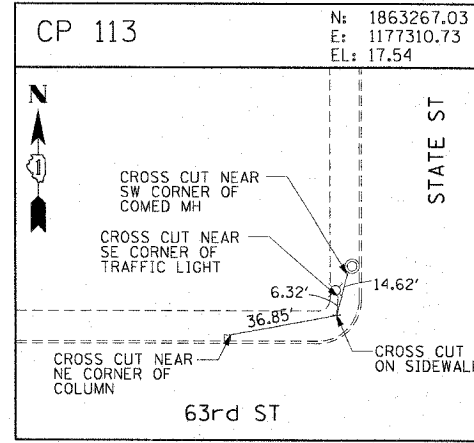 CP 113
N: 1863267.03
E: 1177310.73
EL: 17.54
N
STATE ST
CROSS CUT NEAR
SW CORNER OF
COMED MH
CROSS CUT NEAR
SE CORNER OF
TRAFFIC LIGHT
6.32'
14.62'
36.85'
CROSS CUT NEAR
NE CORNER OF
COLUMN
CROSS CUT
ON SIDEWAL
63rd ST